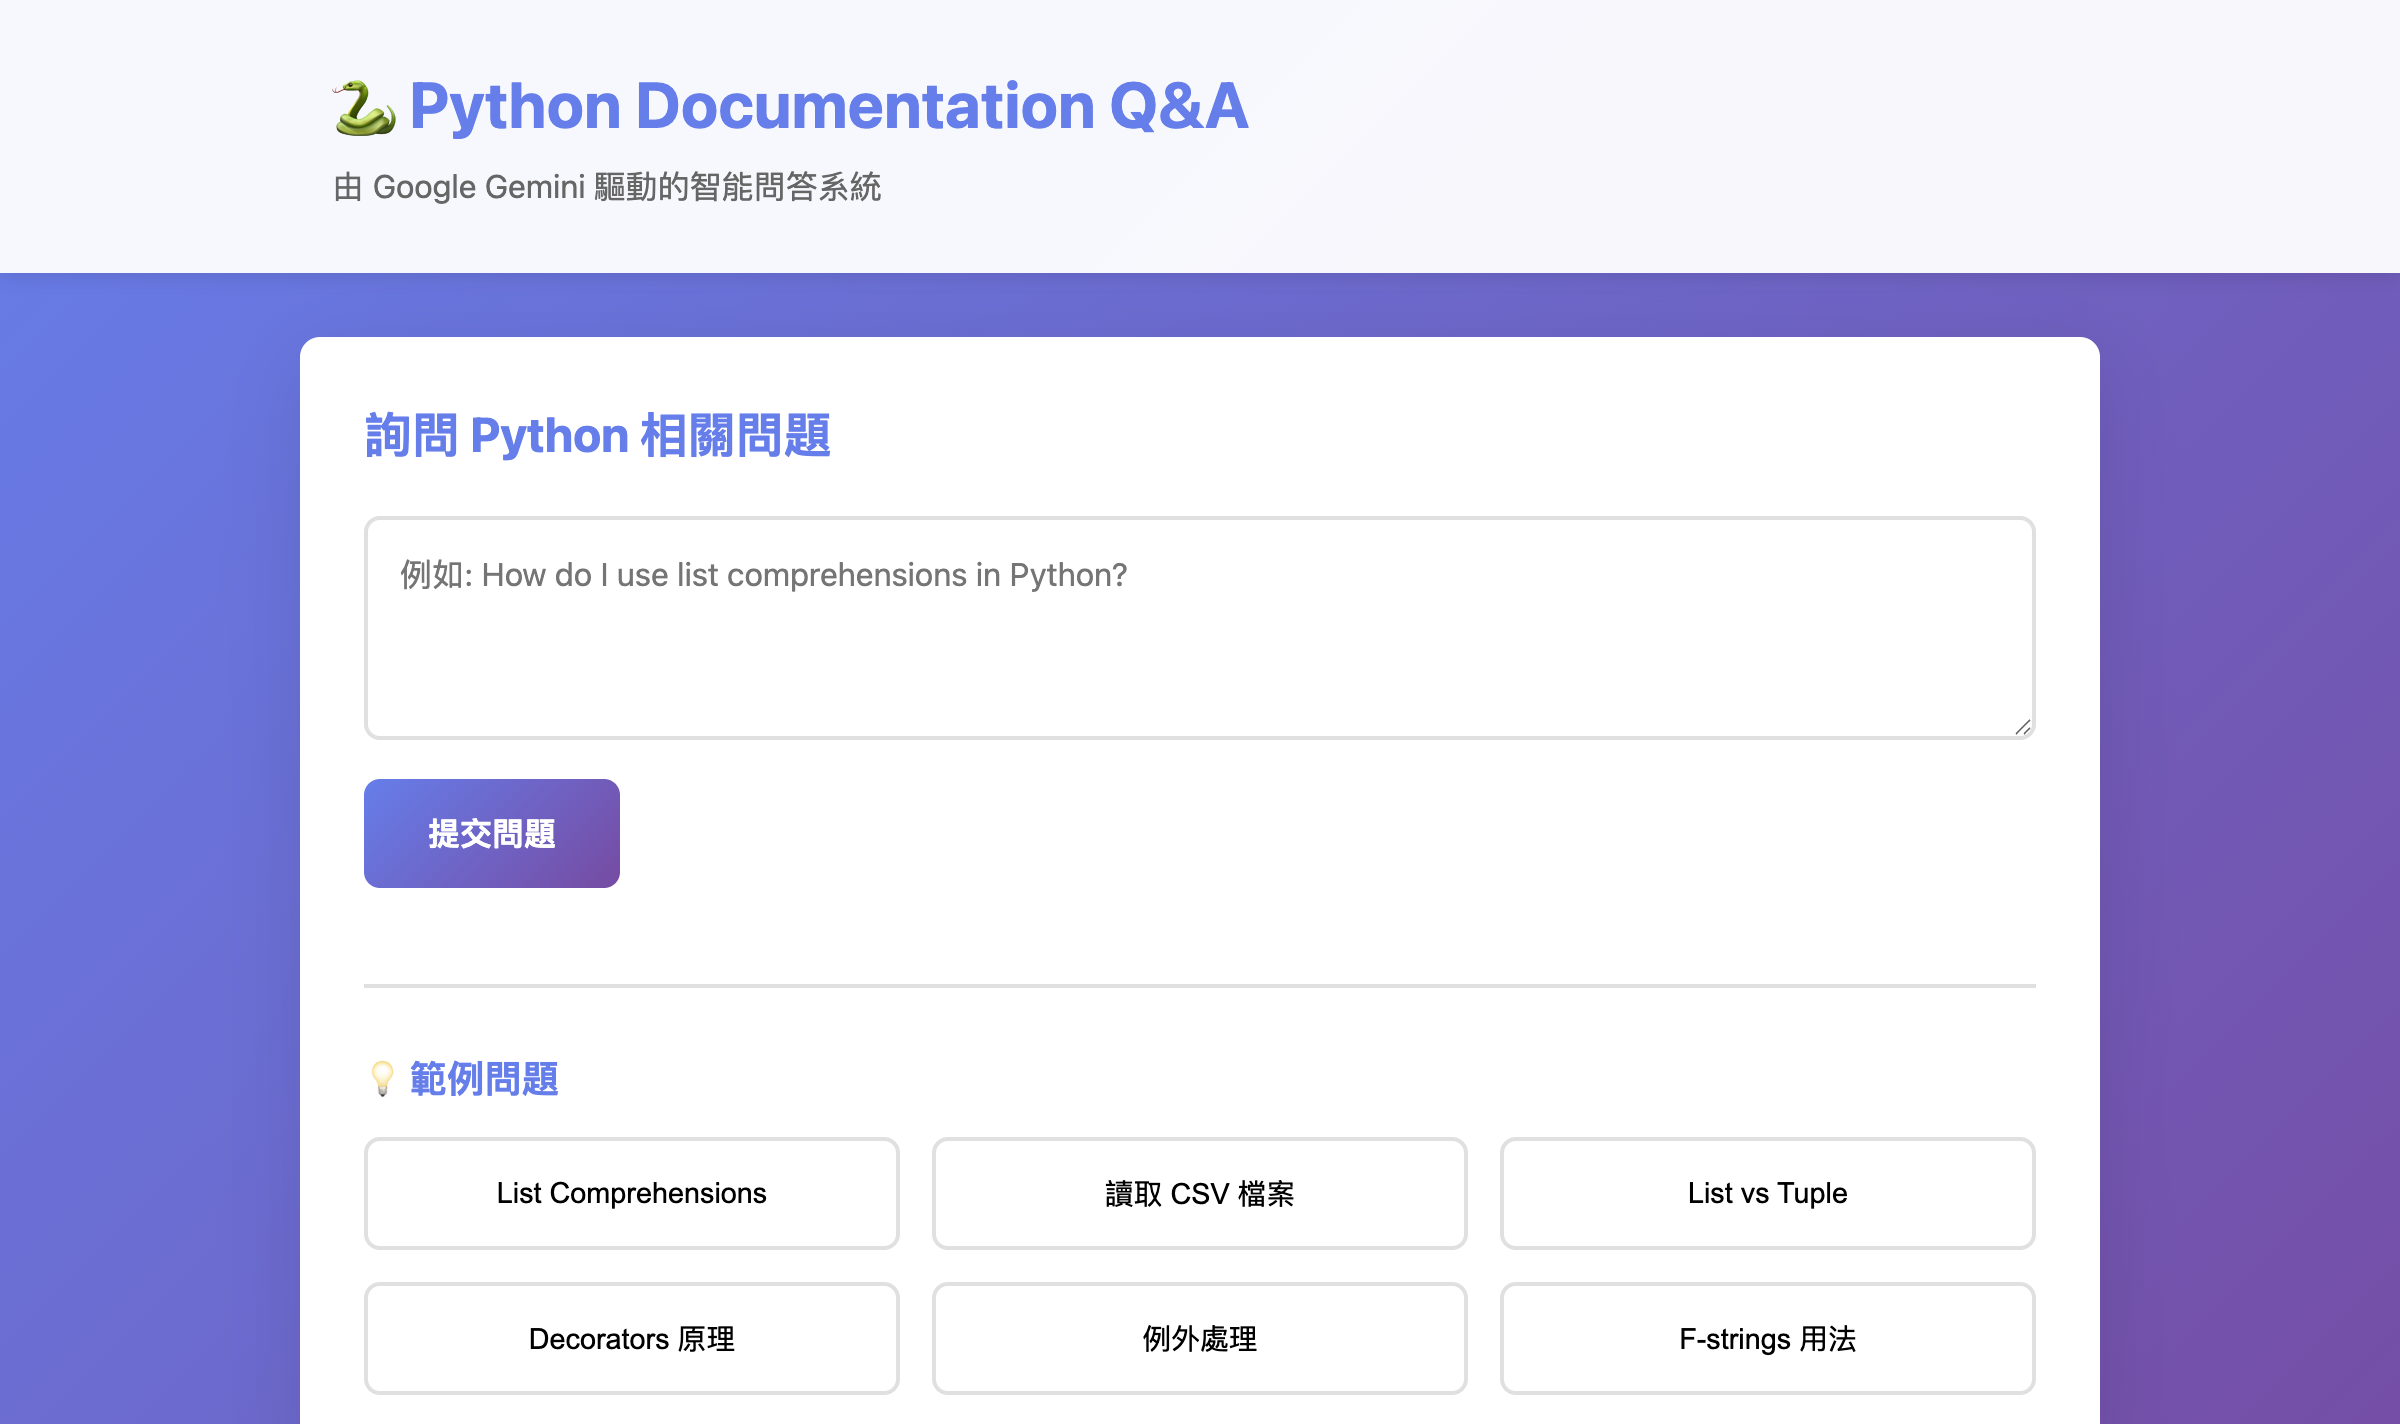 🐍 Python Documentation Q&A
由 Google Gemini 驅動的智能問答系統
詢問 Python 相關問題
例如: How do I use list comprehensions in Python?
提交問題
💡 範例問題
List Comprehensions
讀取 CSV 檔案
List vs Tuple
Decorators 原理
例外處理
F-strings 用法